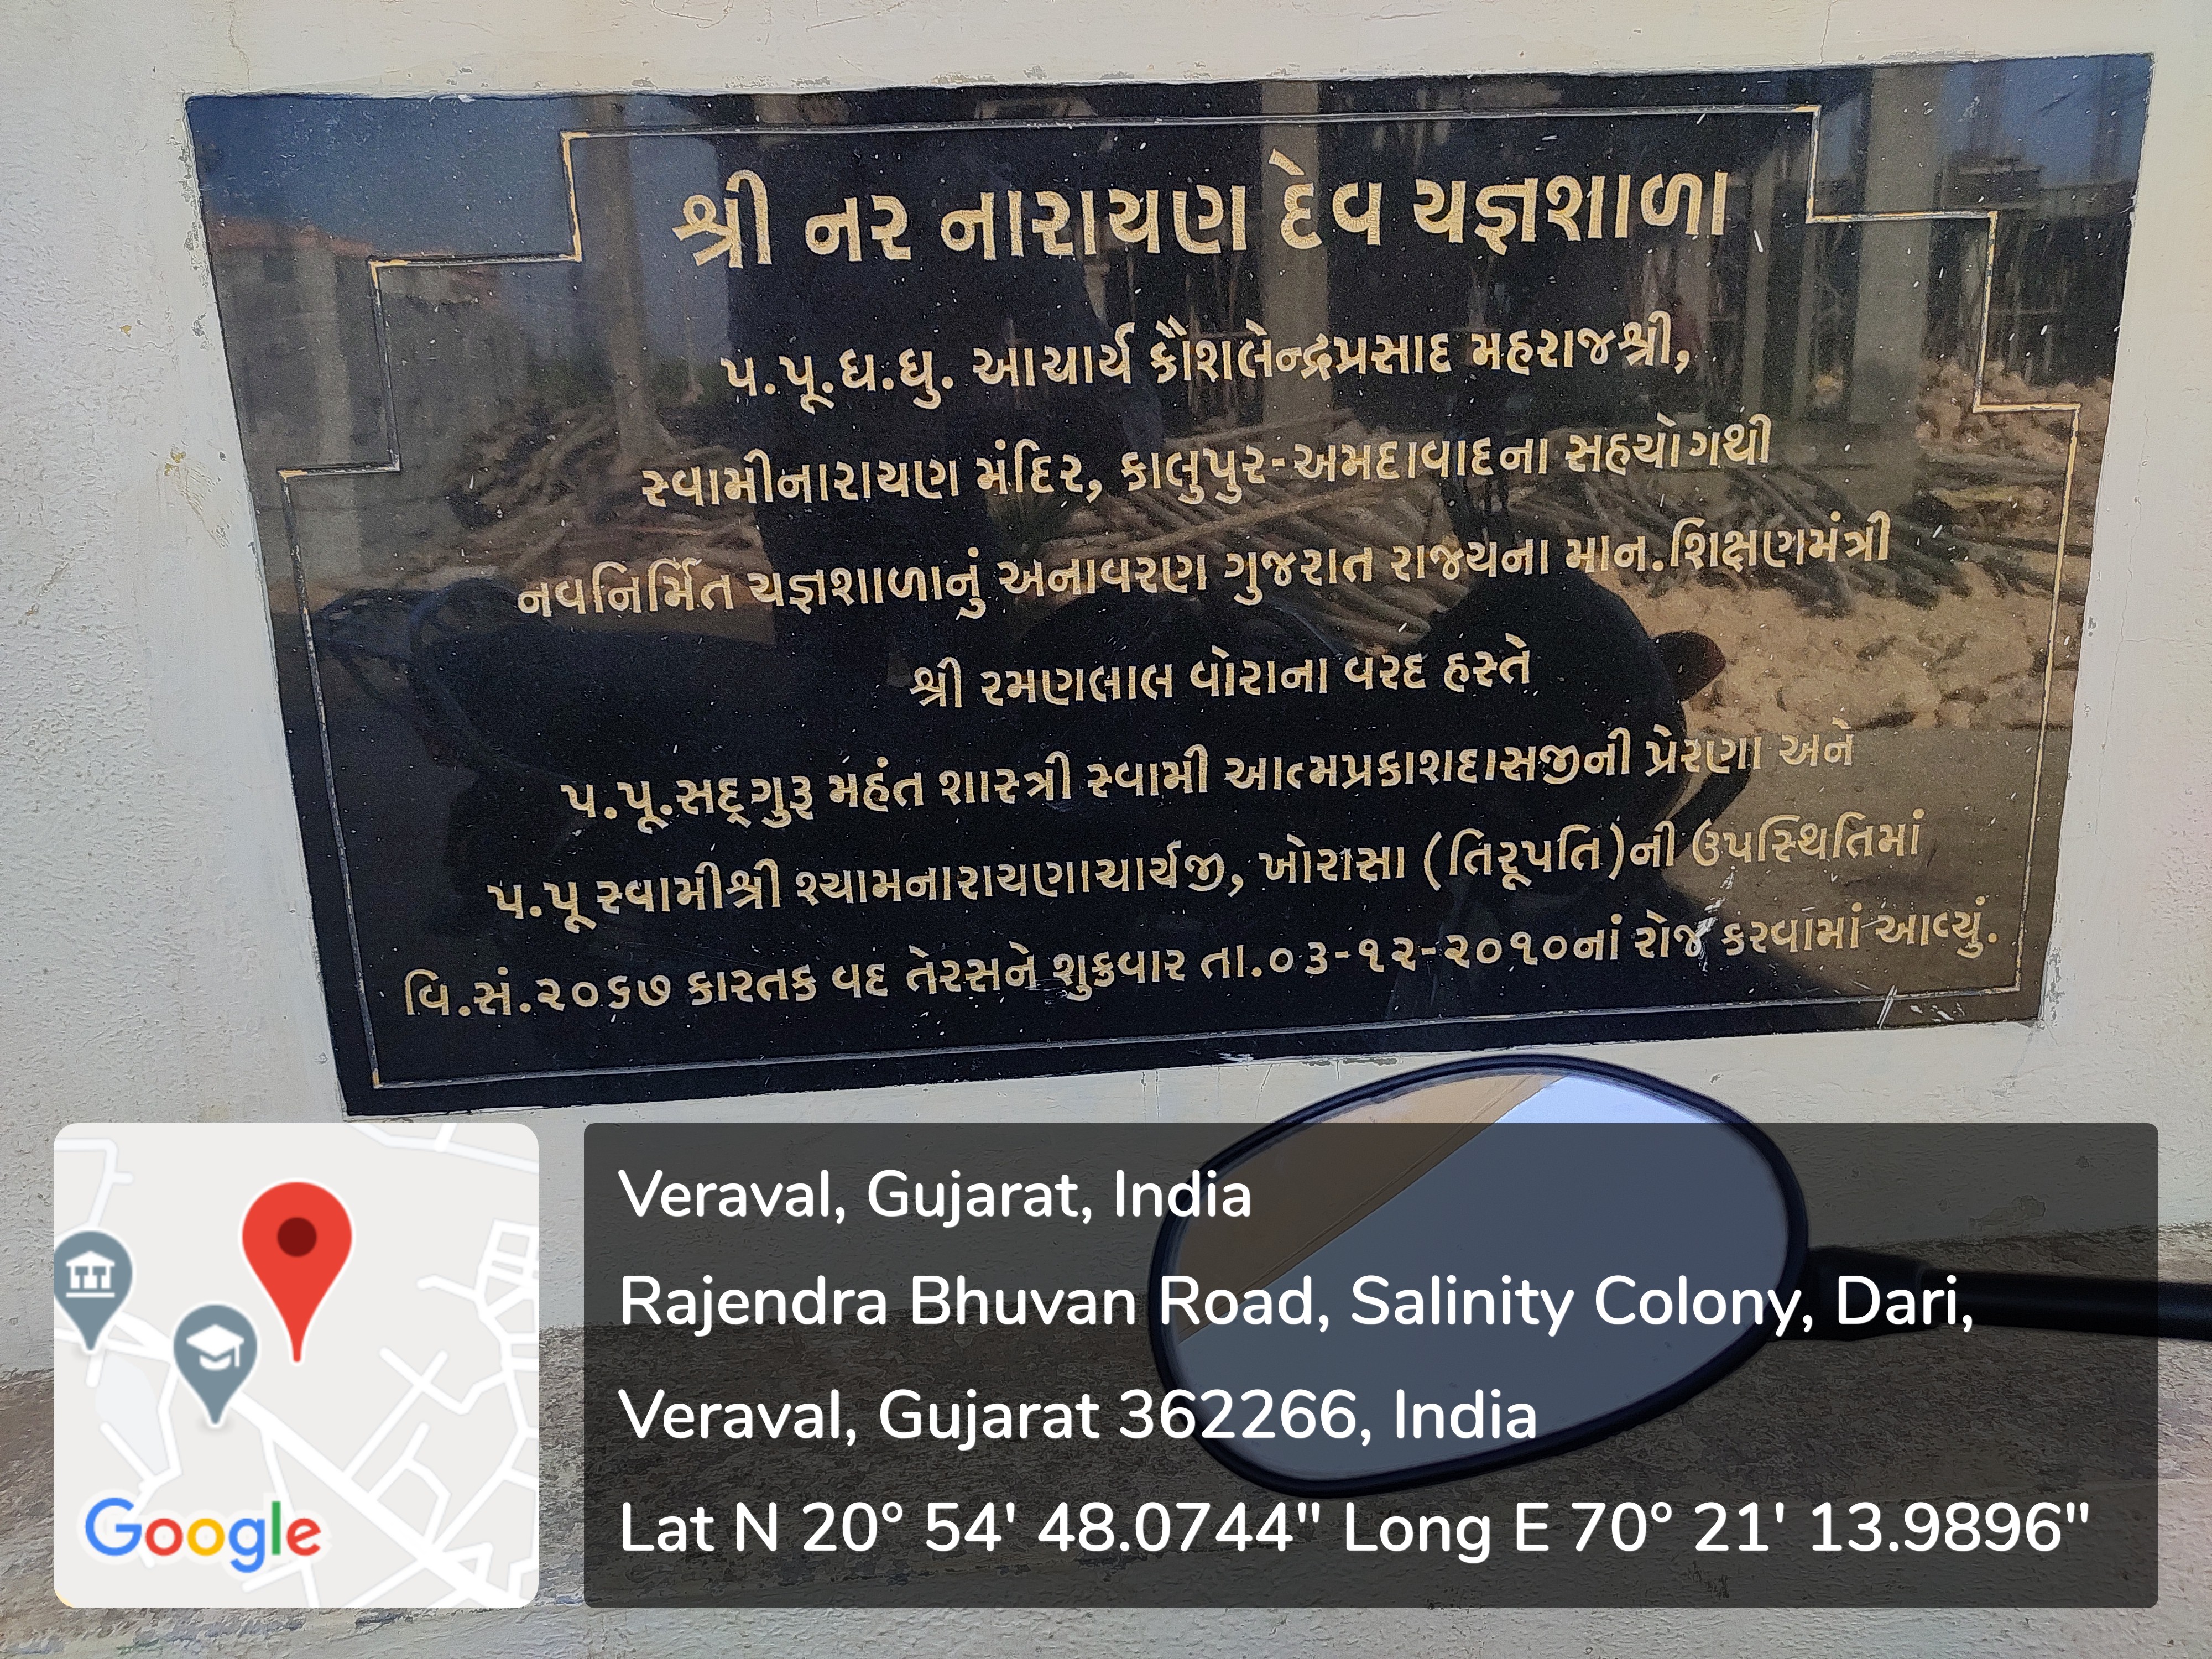 શ્રી નર નારાયણ દેવ યજ્ઞશાળા
પ.પૂ.ધ.ધુ. આચાર્ય કૌશલેન્દ્રપ્રસાદ મહરાજશ્રી,
સ્વામીનારાયણ મંદિર, કાલુપુર-અમદાવાદના સહયોગથી
નવનિર્મિત યજ્ઞશાળાનું અનાવરણ ગુજરાત રાજ્યના માન.શિક્ષણમંત્રી
શ્રી રમણલાલ વોરાના વરદ હસ્તે
પ.પૂ.સદ્‌ગુરૂ મહંત શાસ્ત્રી સ્વામી આત્મપ્રકાશદાસજીની પ્રેરણા અને
પ.પૂ સ્વામીશ્રી શ્યામનારાયણાચાર્યજી, ખોરાસા (તિરૂપતિ)ની ઉપસ્થિતિમાં
વિ.સં.૨૦૬૭ કારતક વદ તેરસને શુક્રવાર તા.૦૩-૧૨-૨૦૧૦નાં રોજ કરવામાં આવ્યું.
Veraval, Gujarat, India
Rajendra Bhuvan Road, Salinity Colony, Dari,
Veraval, Gujarat 362266, India
Lat N 20° 54' 48.0744" Long E 70° 21' 13.9896"
Google